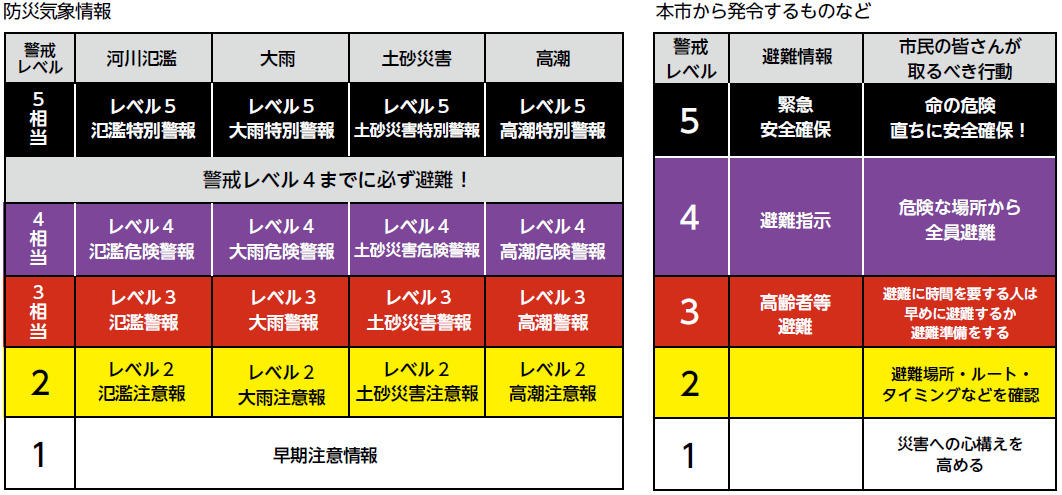 防災気象情報
警戒
レベル
河川氾濫
大雨
土砂災害
高潮
5
相
当
レベル5
氾濫特別警報
レベル5
大雨特別警報
レベル5
土砂災害特別警報
レベル5
高潮特別警報
警戒レベル4までに必ず避難！
4
相
当
レベル4
氾濫危険警報
レベル4
大雨危険警報
レベル4
土砂災害危険警報
レベル4
高潮危険警報
3
相
当
レベル3
氾濫警報
レベル3
大雨警報
レベル3
土砂災害警報
レベル3
高潮警報
2
レベル2
氾濫注意報
レベル2
大雨注意報
レベル2
土砂災害注意報
レベル2
高潮注意報
1
早期注意情報
本市から発令するものなど
警戒
レベル
避難情報
市民の皆さんが
取るべき行動
5
緊急
安全確保
命の危険
直ちに安全確保！
4
避難指示
危険な場所から
全員避難
3
高齢者等
避難
避難に時間を要する人は
早めに避難するか
避難準備をする
2
避難場所・ルート・
タイミングなどを確認
1
災害への心構えを
高める